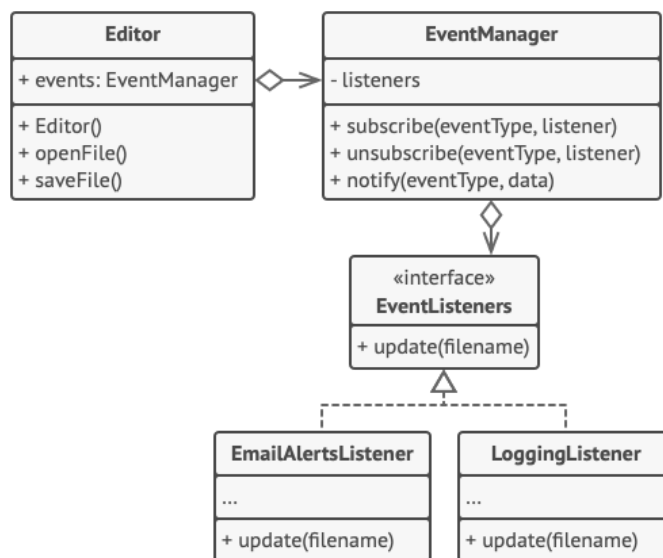 Editor
+ events: EventManager
+ Editor()
+ openFile()
+ saveFile()
EventManager
- listeners
+ subscribe(eventType, listener)
+ unsubscribe(eventType, listener)
+ notify(eventType, data)
«interface»
EventListeners
+ update(filename)
EmailAlertsListener
...
+ update(filename)
LoggingListener
...
+ update(filename)